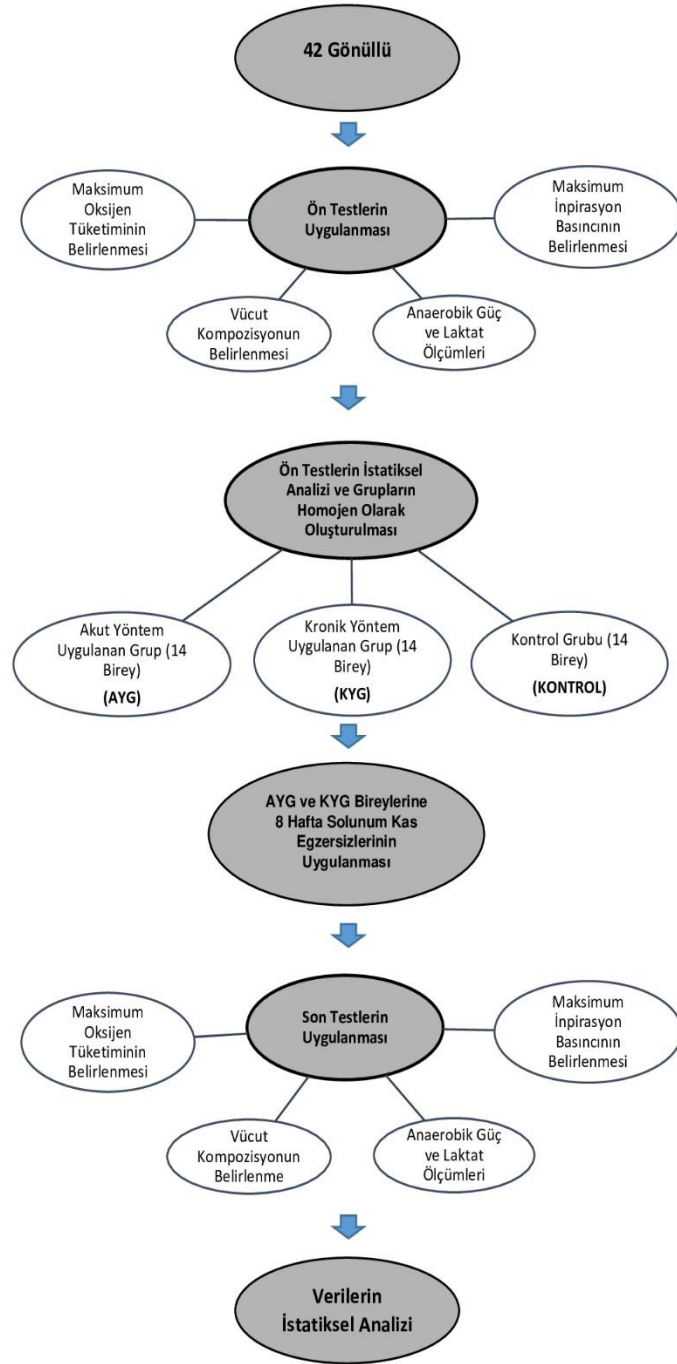 42 Gönüllü
Maksimum
Oksijen
Tüketiminin
Belirlenmesi
Ön Testlerin
Uygulanması
Maksimum
İnpirasyon
Basıncının
Belirlenmesi
Vücut
Kompozisyonun
Belirlenmesi
Anaerobik Güç
ve Laktat
Ölçümleri
Ön Testlerin İstatiksel
Analizi ve Grupların
Homojen Olarak
Oluşturulması
Akut Yöntem
Uygulanan Grup (14
Birey)
(AYG)
Kronik Yöntem
Uygulanan Grup (14
Birey)
(KYG)
Kontrol Grubu (14
Birey)
(KONTROL)
AYG ve KYG Bireylerine
8 Hafta Solunum Kas
Egzersizlerinin
Uygulanması
Maksimum
Oksijen
Tüketiminin
Belirlenmesi
Son Testlerin
Uygulanması
Maksimum
İnpirasyon
Basıncının
Belirlenmesi
Vücut
Kompozisyonun
Belirlenme
Anaerobik Güç
ve Laktat
Ölçümleri
Verilerin
İstatiksel Analizi